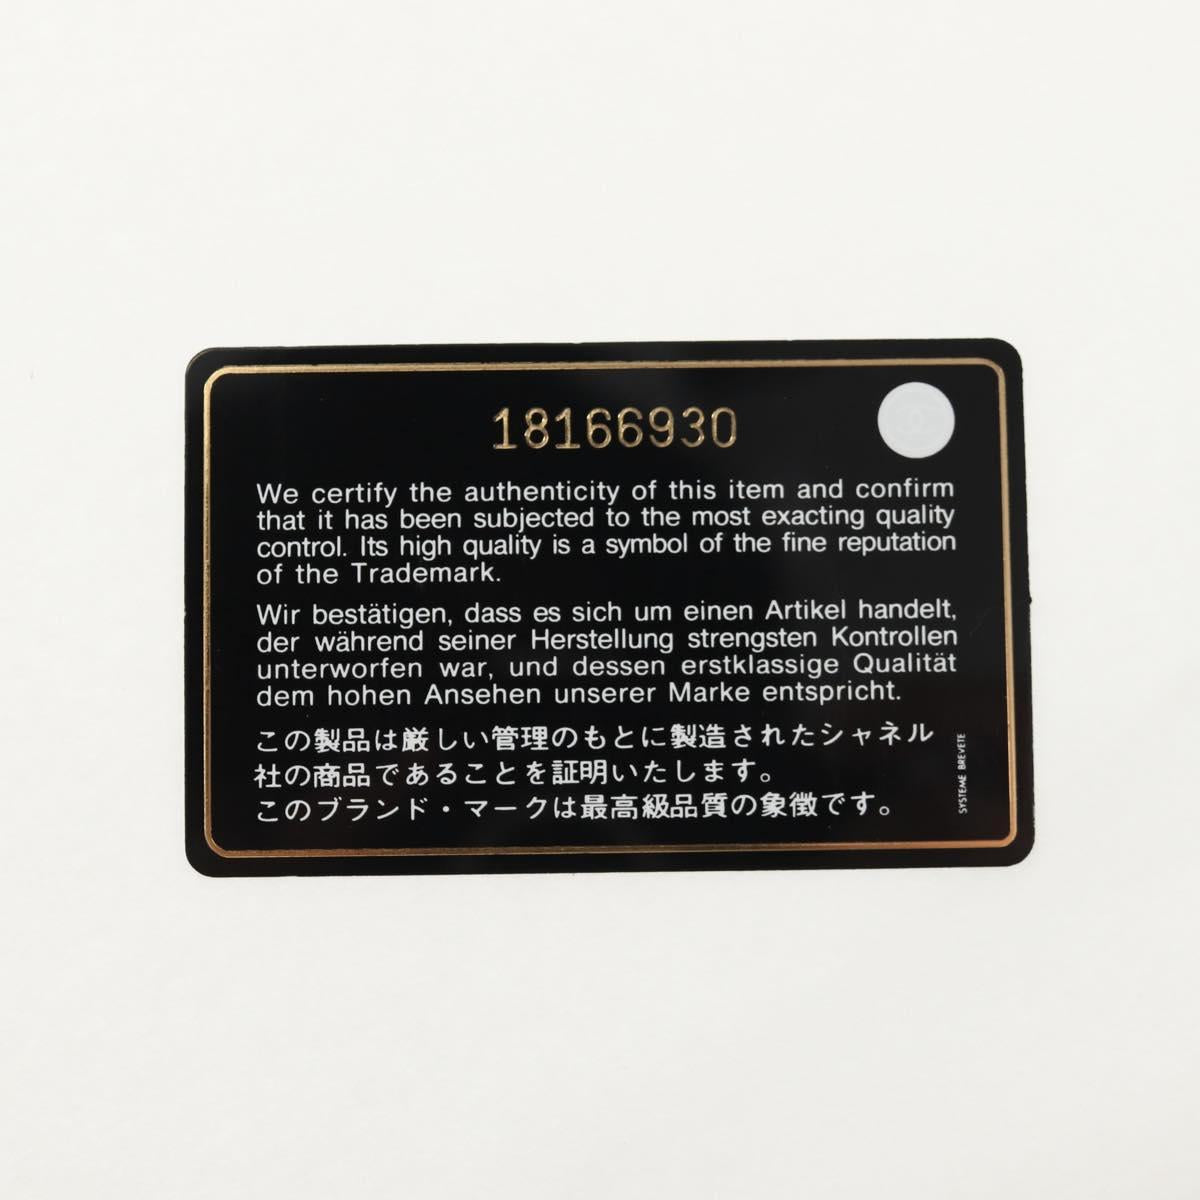 18166930
We certify the authenticity of this item and confirm
that it has been subjected to the most exacting quality
control. Its high quality is a symbol of the fine reputation
of the Trademark.
Wir bestätigen, dass es sich um einen Artikel handelt,
der während seiner Herstellung strengsten Kontrollen
unterworfen war, und dessen erstklassige Qualität
dem hohen Ansehen unserer Marke entspricht.
この製品は厳しい管理のもとに製造されたシャネル
社の商品であることを証明いたします。
このブランド・マークは最高級品質の象徴です。
SYSTEME BREVETE